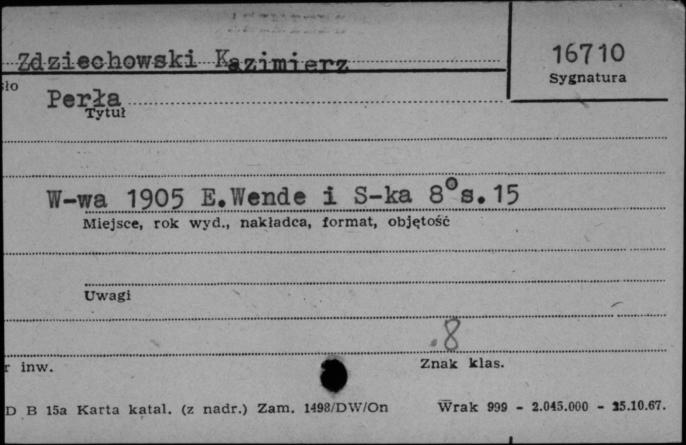 Zdziechowski Kazimierz
16710
Sygnatura
sło
Perła
Tytuł
W-wa 1905 E.Wende i S-ka 8° s.15
Miejsce, rok wyd., nakładca, format, objętość
Uwagi
.8
r inw.
Znak klas.
D B 15a Karta katal. (z nadr.) Zam. 1498/DW/On
Wrak 999 - 2.045.000 - 25.10.67.